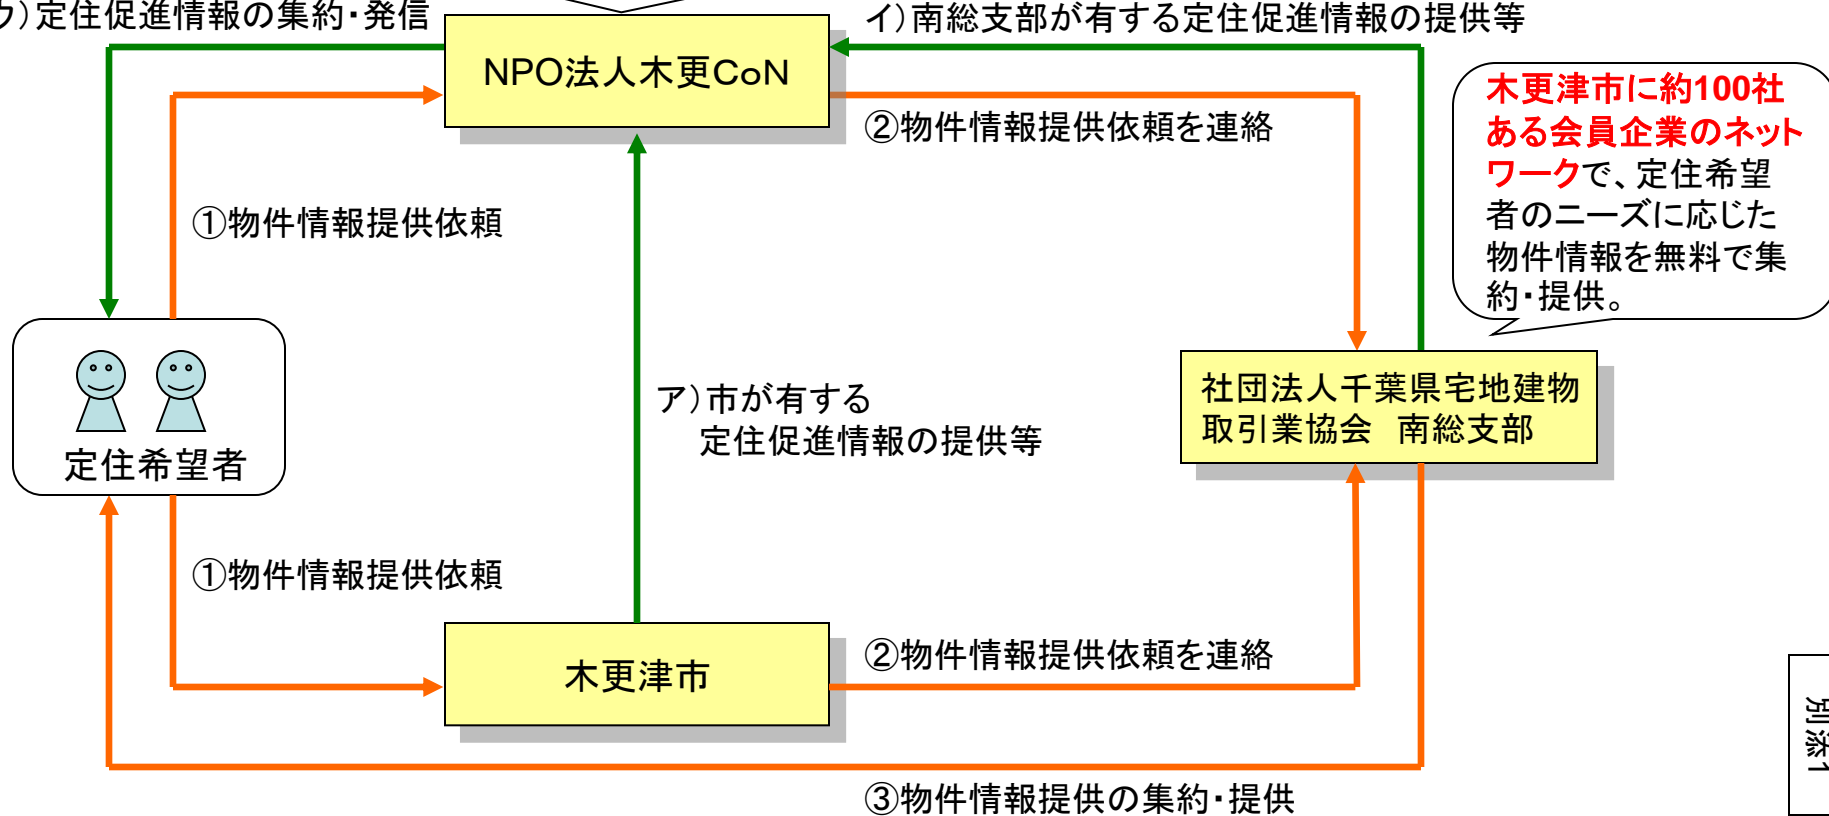 ウ）定住促進情報の集約・発信
イ）南総支部が有する定住促進情報の提供等
NPO法人木更CoN
②物件情報提供依頼を連絡
木更津市に約100社
ある会員企業のネット
ワークで、定住希望
者のニーズに応じた
物件情報を無料で集
約・提供。
①物件情報提供依頼
ア）市が有する
定住促進情報の提供等
社団法人千葉県宅地建物
取引業協会　南総支部
定住希望者
①物件情報提供依頼
木更津市
②物件情報提供依頼を連絡
③物件情報提供の集約・提供
別添1